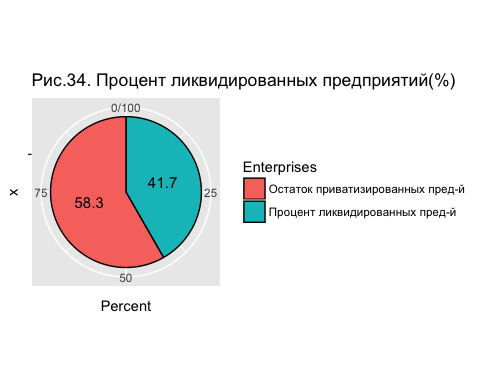 Рис.34. Процент ликвидированных предприятий(%)
0/100
41.7
58.3
75
25
50
x
Percent
Enterprises
Остаток приватизированных пред-й
Процент ликвидированных пред-й